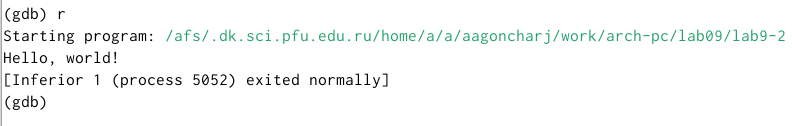 (gdb) r
Starting program: /afs/.dk.sci.pfu.edu.ru/home/a/a/aagoncharj/work/arch-pc/lab09/lab9-2
Hello, world!
[Inferior 1 (process 5052) exited normally]
(gdb)